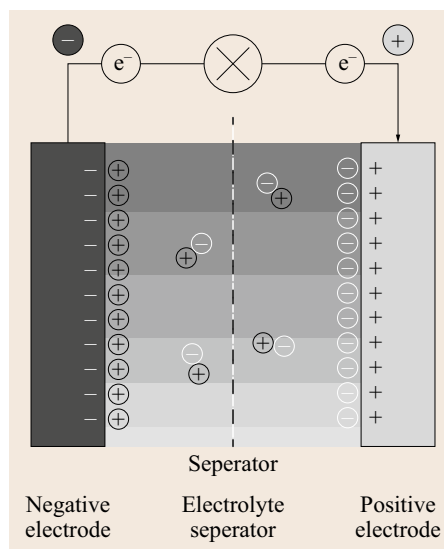 −
+
e−
e−
Seperator
Negative
electrode
Electrolyte
seperator
Positive
electrode